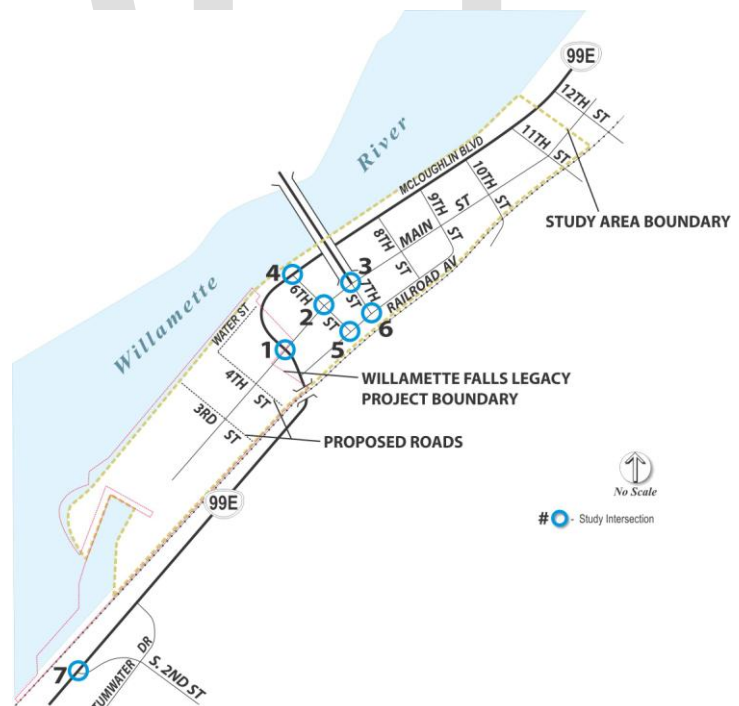 99E
12TH ST
11TH ST
River
MCLOUGHLIN BLVD
10TH ST
9TH ST
MAIN ST
8TH ST
STUDY AREA BOUNDARY
3
7TH ST
RAILROAD AV
4
6TH ST
2
6
5
Willamette
WATER ST
1
WILLAMETTE FALLS LEGACY
PROJECT BOUNDARY
4TH ST
3RD ST
PROPOSED ROADS
No Scale
99E
# - Study Intersection
7
TUMWATER DR
S. 2ND ST